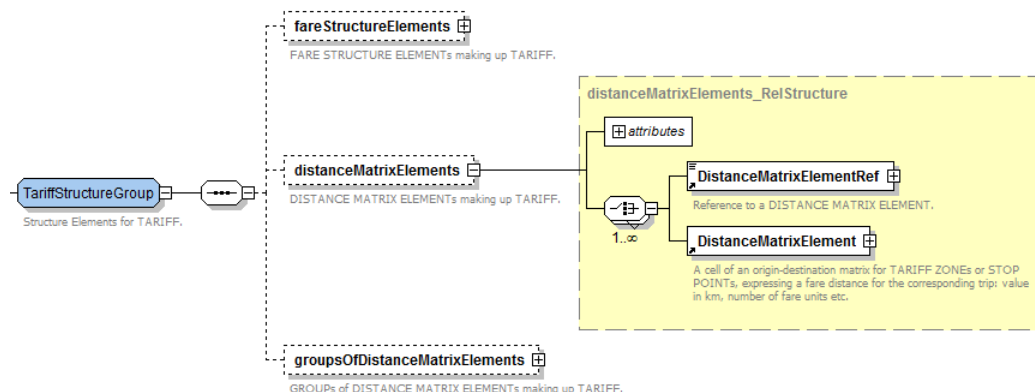 fareStructureElements
FARE STRUCTURE ELEMENTs making up TARIFF.
distanceMatrixElements_RelStructure
attributes
TariffStructureGroup
Structure Elements for TARIFF.
distanceMatrixElements
DISTANCE MATRIX ELEMENTs making up TARIFF.
DistanceMatrixElementRef
Reference to a DISTANCE MATRIX ELEMENT.
1..∞
DistanceMatrixElement
A cell of an origin-destination matrix for TARIFF ZONEs or STOP
POINTs, expressing a fare distance for the corresponding trip: value
in km, number of fare units etc.
groupsOfDistanceMatrixElements
GROUPs of DISTANCE MATRIX ELEMENTs making up TARIFF.